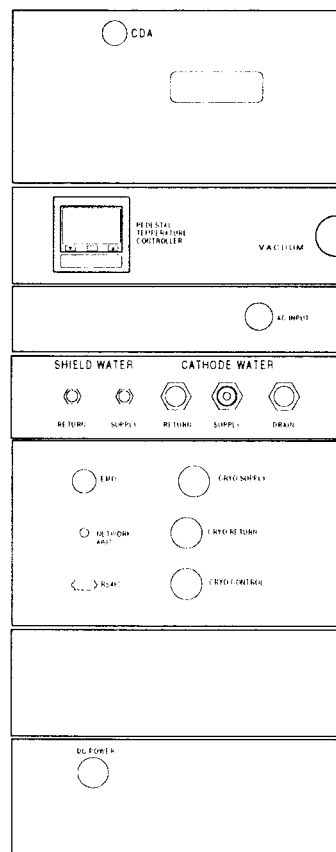 CDA
PEDESTAL
TEMPERATURE
CONTROLLER
VACUUM
AC INPUT
SHIELD WATER CATHODE WATER
RETURN SUPPLY RETURN SUPPLY DRAIN
EMO CRYO SUPPLY
NETWORK CRYO RETURN
CRYO CONTROL
DC POWER